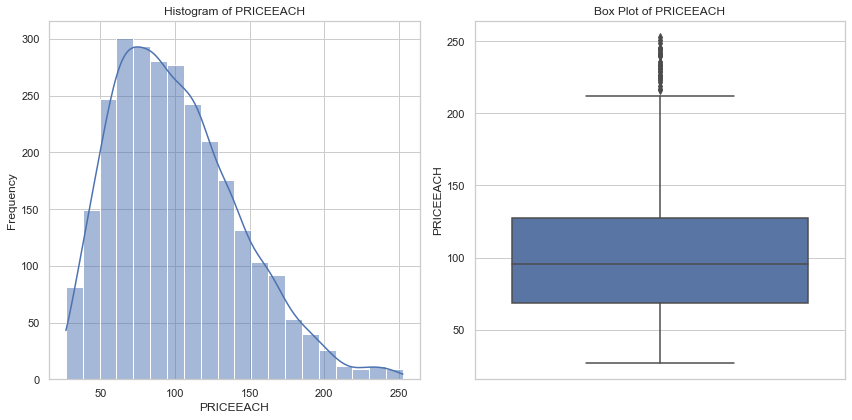 Histogram of PRICEEACH
300
250
200
150
100
50
0
Frequency
50 100 150 200 250
PRICEEACH
Box Plot of PRICEEACH
250
200
150
100
50
PRICEEACH